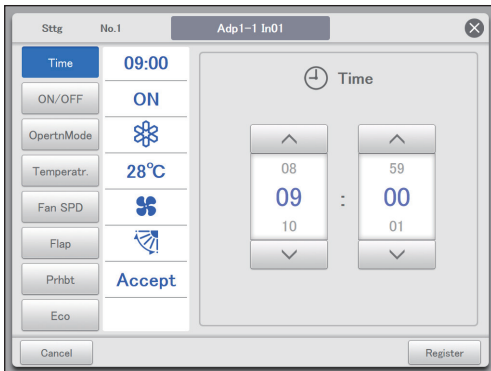 Sttg No.1 Adp1-1 In01
Time 09:00
ON/OFF ON
OpertnMode
Temperatr. 28°C
Fan SPD
Flap
Prhbt Accept
Eco
Time
08 59
09 : 00
10 01
Cancel Register